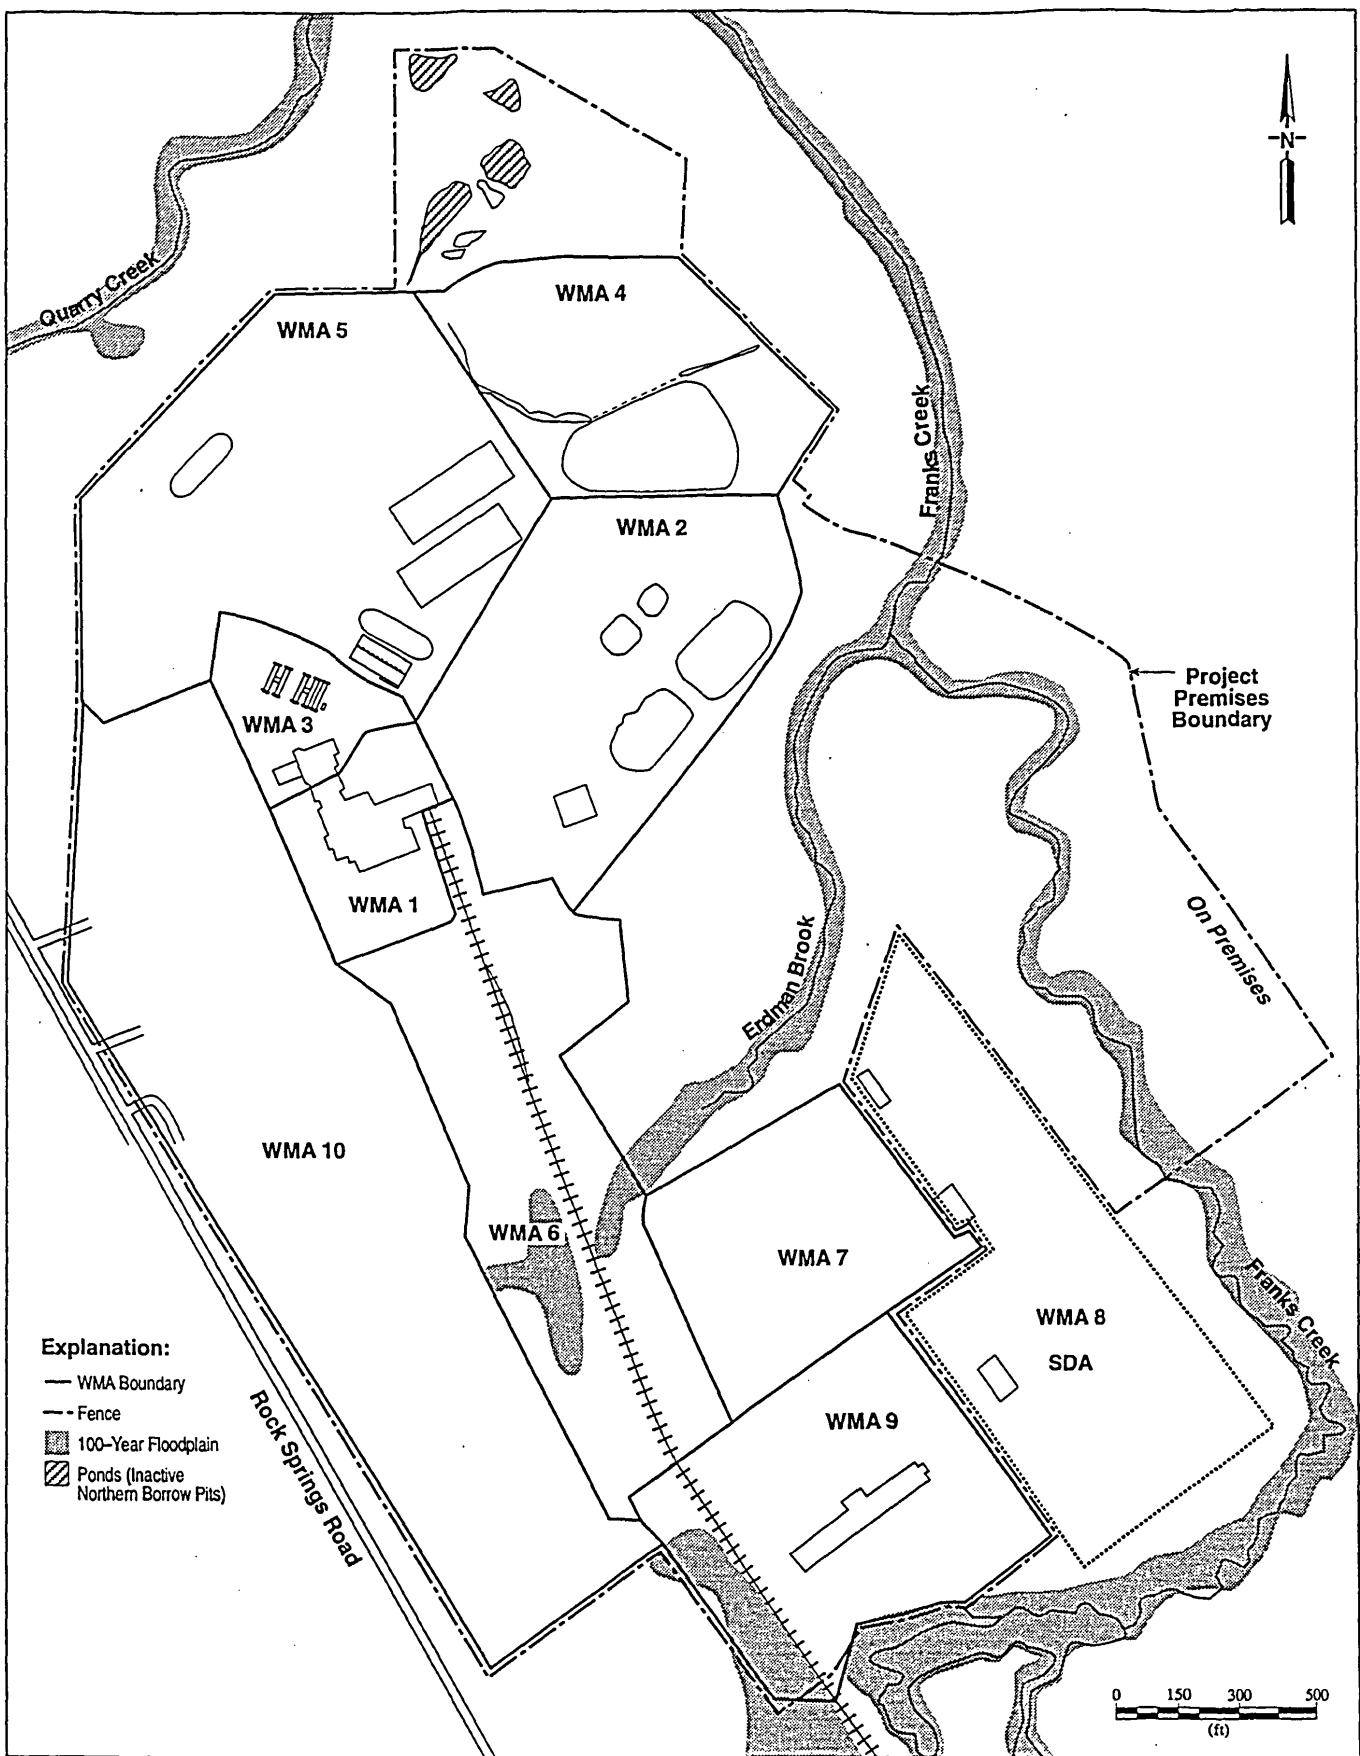 N
Quarry Creek
WMA 4
WMA 5
Franks Creek
WMA 2
Project
Premises
Boundary
WMA 3
WMA 1
On Premises
Erdman Brook
WMA 10
WMA 6
WMA 7
Franks Creek
WMA 8
SDA
WMA 9
Explanation:
WMA Boundary
Fence
100-Year Floodplain
Ponds (Inactive
Northern Borrow Pits)
Rock Springs Road
0 150 300 500
(ft)